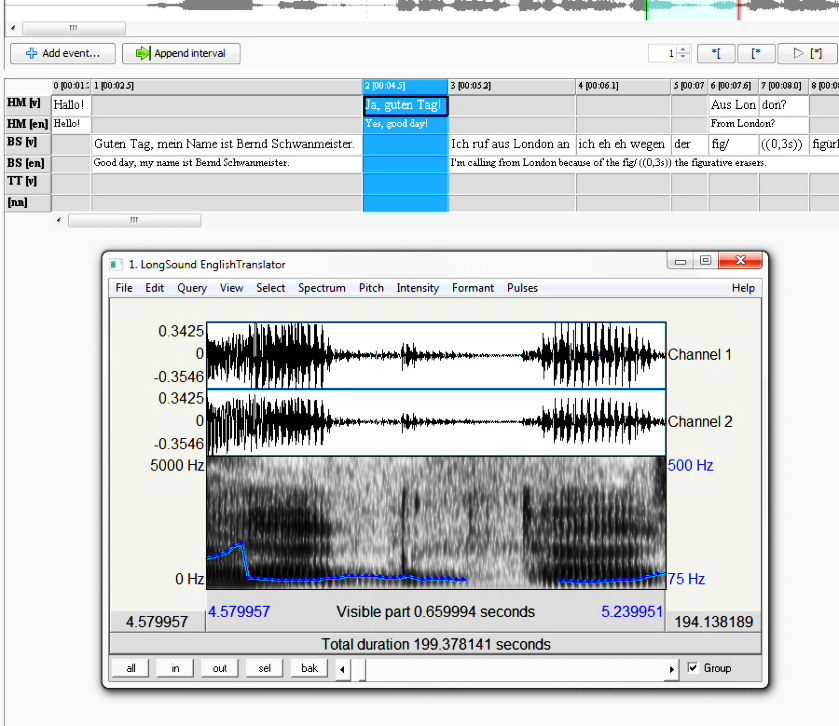 Add event... Append interval 1 *[ [* [*]
0 [00:01: 1 [00:02.5] 2 [00:04.5] 3 [00:05.2] 4 [00:06.1] 5 [00:07 6 [00:07.6] 7 [00:08.0] 8 [00:0
HM [v] Hallo! Ja, guten Tag! Aus Lon don?
HM [en] Hello! Yes, good day! From London?
BS [v] Guten Tag, mein Name ist Bernd Schwanmeister. Ich ruf aus London an ich eh eh wegen der fig/ ((0,3s)) figürl
BS [en] Good day, my name ist Bernd Schwanmeister. I'm calling from London because of the fig/ ((0,3s)) the figurative erasers.
TT [v]
[nn]
1. LongSound EnglishTranslator
File Edit Query View Select Spectrum Pitch Intensity Formant Pulses Help
0.3425
0 Channel 1
-0.3546
0.3425
0 Channel 2
-0.3546
5000 Hz 500 Hz
0 Hz 75 Hz
4.579957 Visible part 0.659994 seconds 5.239951
4.579957 194.138189
Total duration 199.378141 seconds
all in out sel bak Group